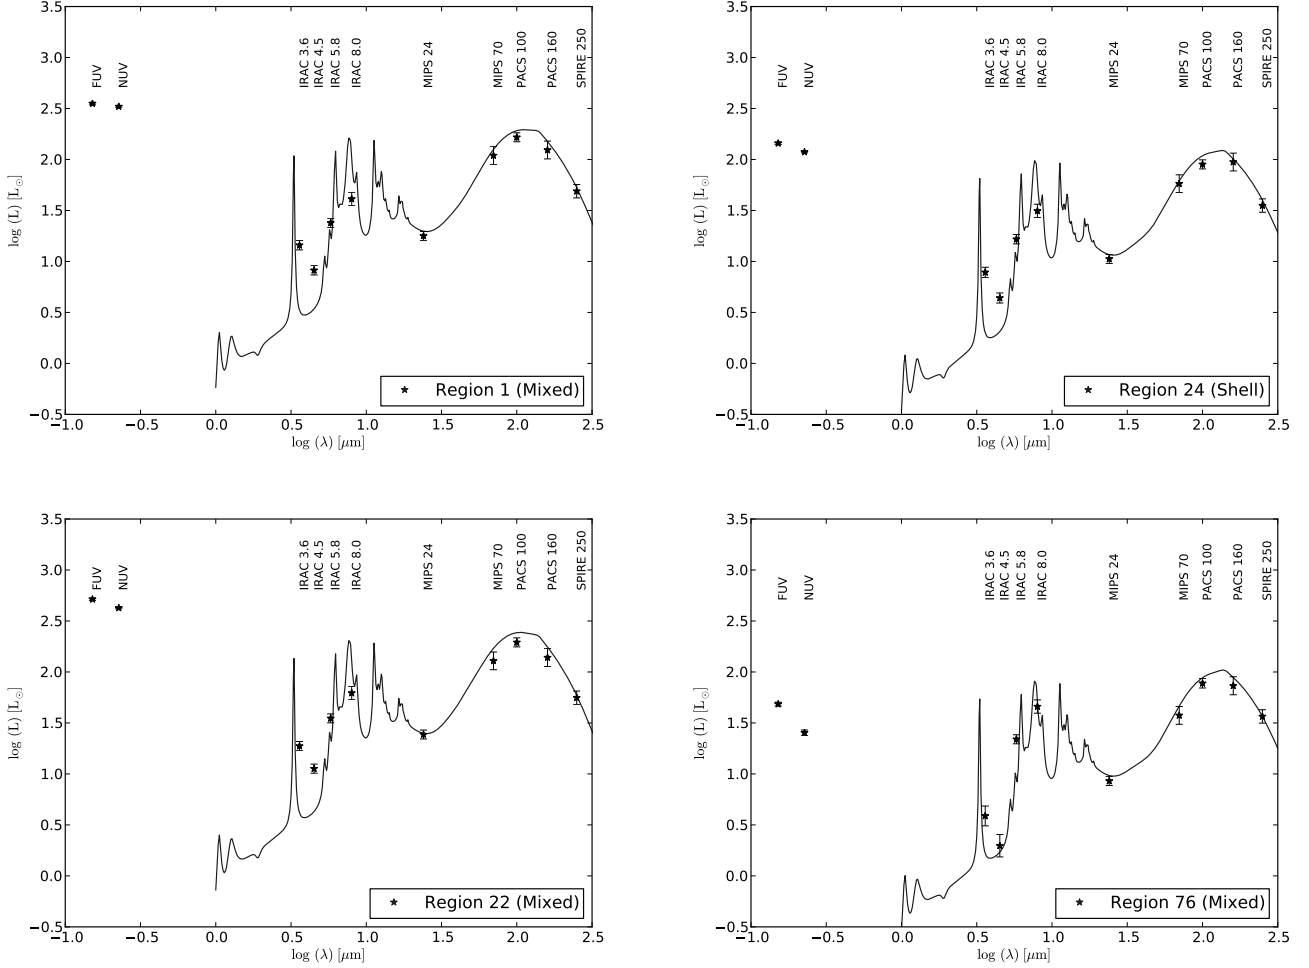 3.5
3.0
2.5
2.0
1.5
1.0
0.5
0.0
−0.5
log (L) [L⊙]
FUV
NUV
IRAC 3.6
IRAC 4.5
IRAC 5.8
IRAC 8.0
MIPS 24
MIPS 70
PACS 100
PACS 160
SPIRE 250
Region 1 (Mixed)
−1.0 −0.5 0.0 0.5 1.0 1.5 2.0 2.5
log (λ) [μm]
3.5
3.0
2.5
2.0
1.5
1.0
0.5
0.0
−0.5
log (L) [L⊙]
FUV
NUV
IRAC 3.6
IRAC 4.5
IRAC 5.8
IRAC 8.0
MIPS 24
MIPS 70
PACS 100
PACS 160
SPIRE 250
Region 24 (Shell)
−1.0 −0.5 0.0 0.5 1.0 1.5 2.0 2.5
log (λ) [μm]
3.5
3.0
2.5
2.0
1.5
1.0
0.5
0.0
−0.5
log (L) [L⊙]
FUV
NUV
IRAC 3.6
IRAC 4.5
IRAC 5.8
IRAC 8.0
MIPS 24
MIPS 70
PACS 100
PACS 160
SPIRE 250
Region 22 (Mixed)
−1.0 −0.5 0.0 0.5 1.0 1.5 2.0 2.5
log (λ) [μm]
3.5
3.0
2.5
2.0
1.5
1.0
0.5
0.0
−0.5
log (L) [L⊙]
FUV
NUV
IRAC 3.6
IRAC 4.5
IRAC 5.8
IRAC 8.0
MIPS 24
MIPS 70
PACS 100
PACS 160
SPIRE 250
Region 76 (Mixed)
−1.0 −0.5 0.0 0.5 1.0 1.5 2.0 2.5
log (λ) [μm]